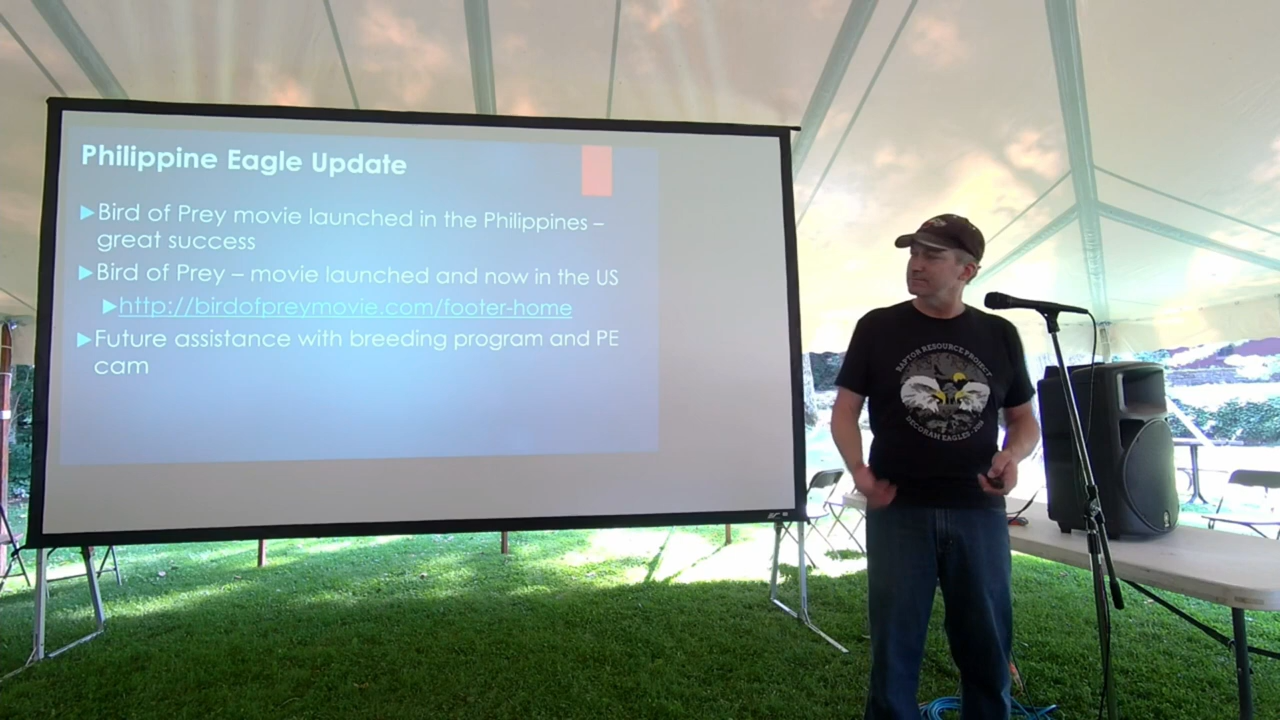 Philippine Eagle Update
Bird of Prey movie launched in the Philippines –
great success
Bird of Prey – movie launched and now in the US
http://birdofpreymovie.com/footer-home
Future assistance with breeding program and PE
cam
RAPTOR RESOURCE PROJECT
DECORAH EAGLES -